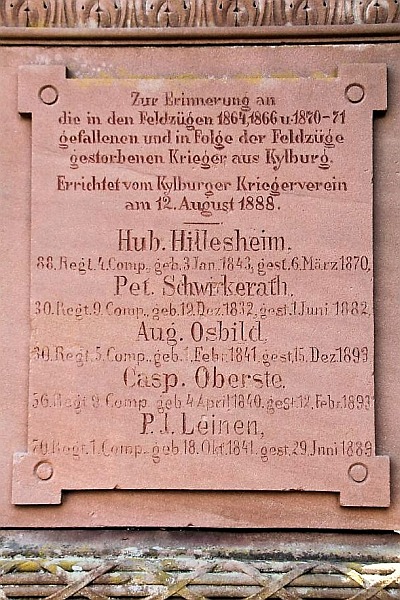 Zur Erinnerung an
die in den Feldzügen 1864, 1866 u. 1870-71
gefallenen und in Folge der Feldzüge
gestorbenen Krieger, aus Kylburg.
Errichtet vom Kylburger Kriegerverein
am 12. August 1888.
Hub. Hillesheim.
88. Regt. 4. Comp., geb. 3. Jan. 1843, gest. 6. März 1870,
Pet. Schwirkerath,
30. Regt. 9. Comp., geb. 19. Dez. 1832, gest. 1. Juni 1882,
Aug. Osbild,
30. Regt. 5. Comp., geb. 1. Febr. 1841, gest. 15. Dez. 1899
Casp. Oberste,
56. Regt. 9. Comp. geb. 4. April 1840. gest. 12. Febr. 1893
P. J. Leinen,
70. Regt. 1. Comp., geb. 18. Okt. 1841. gest. 29. Juni 1889